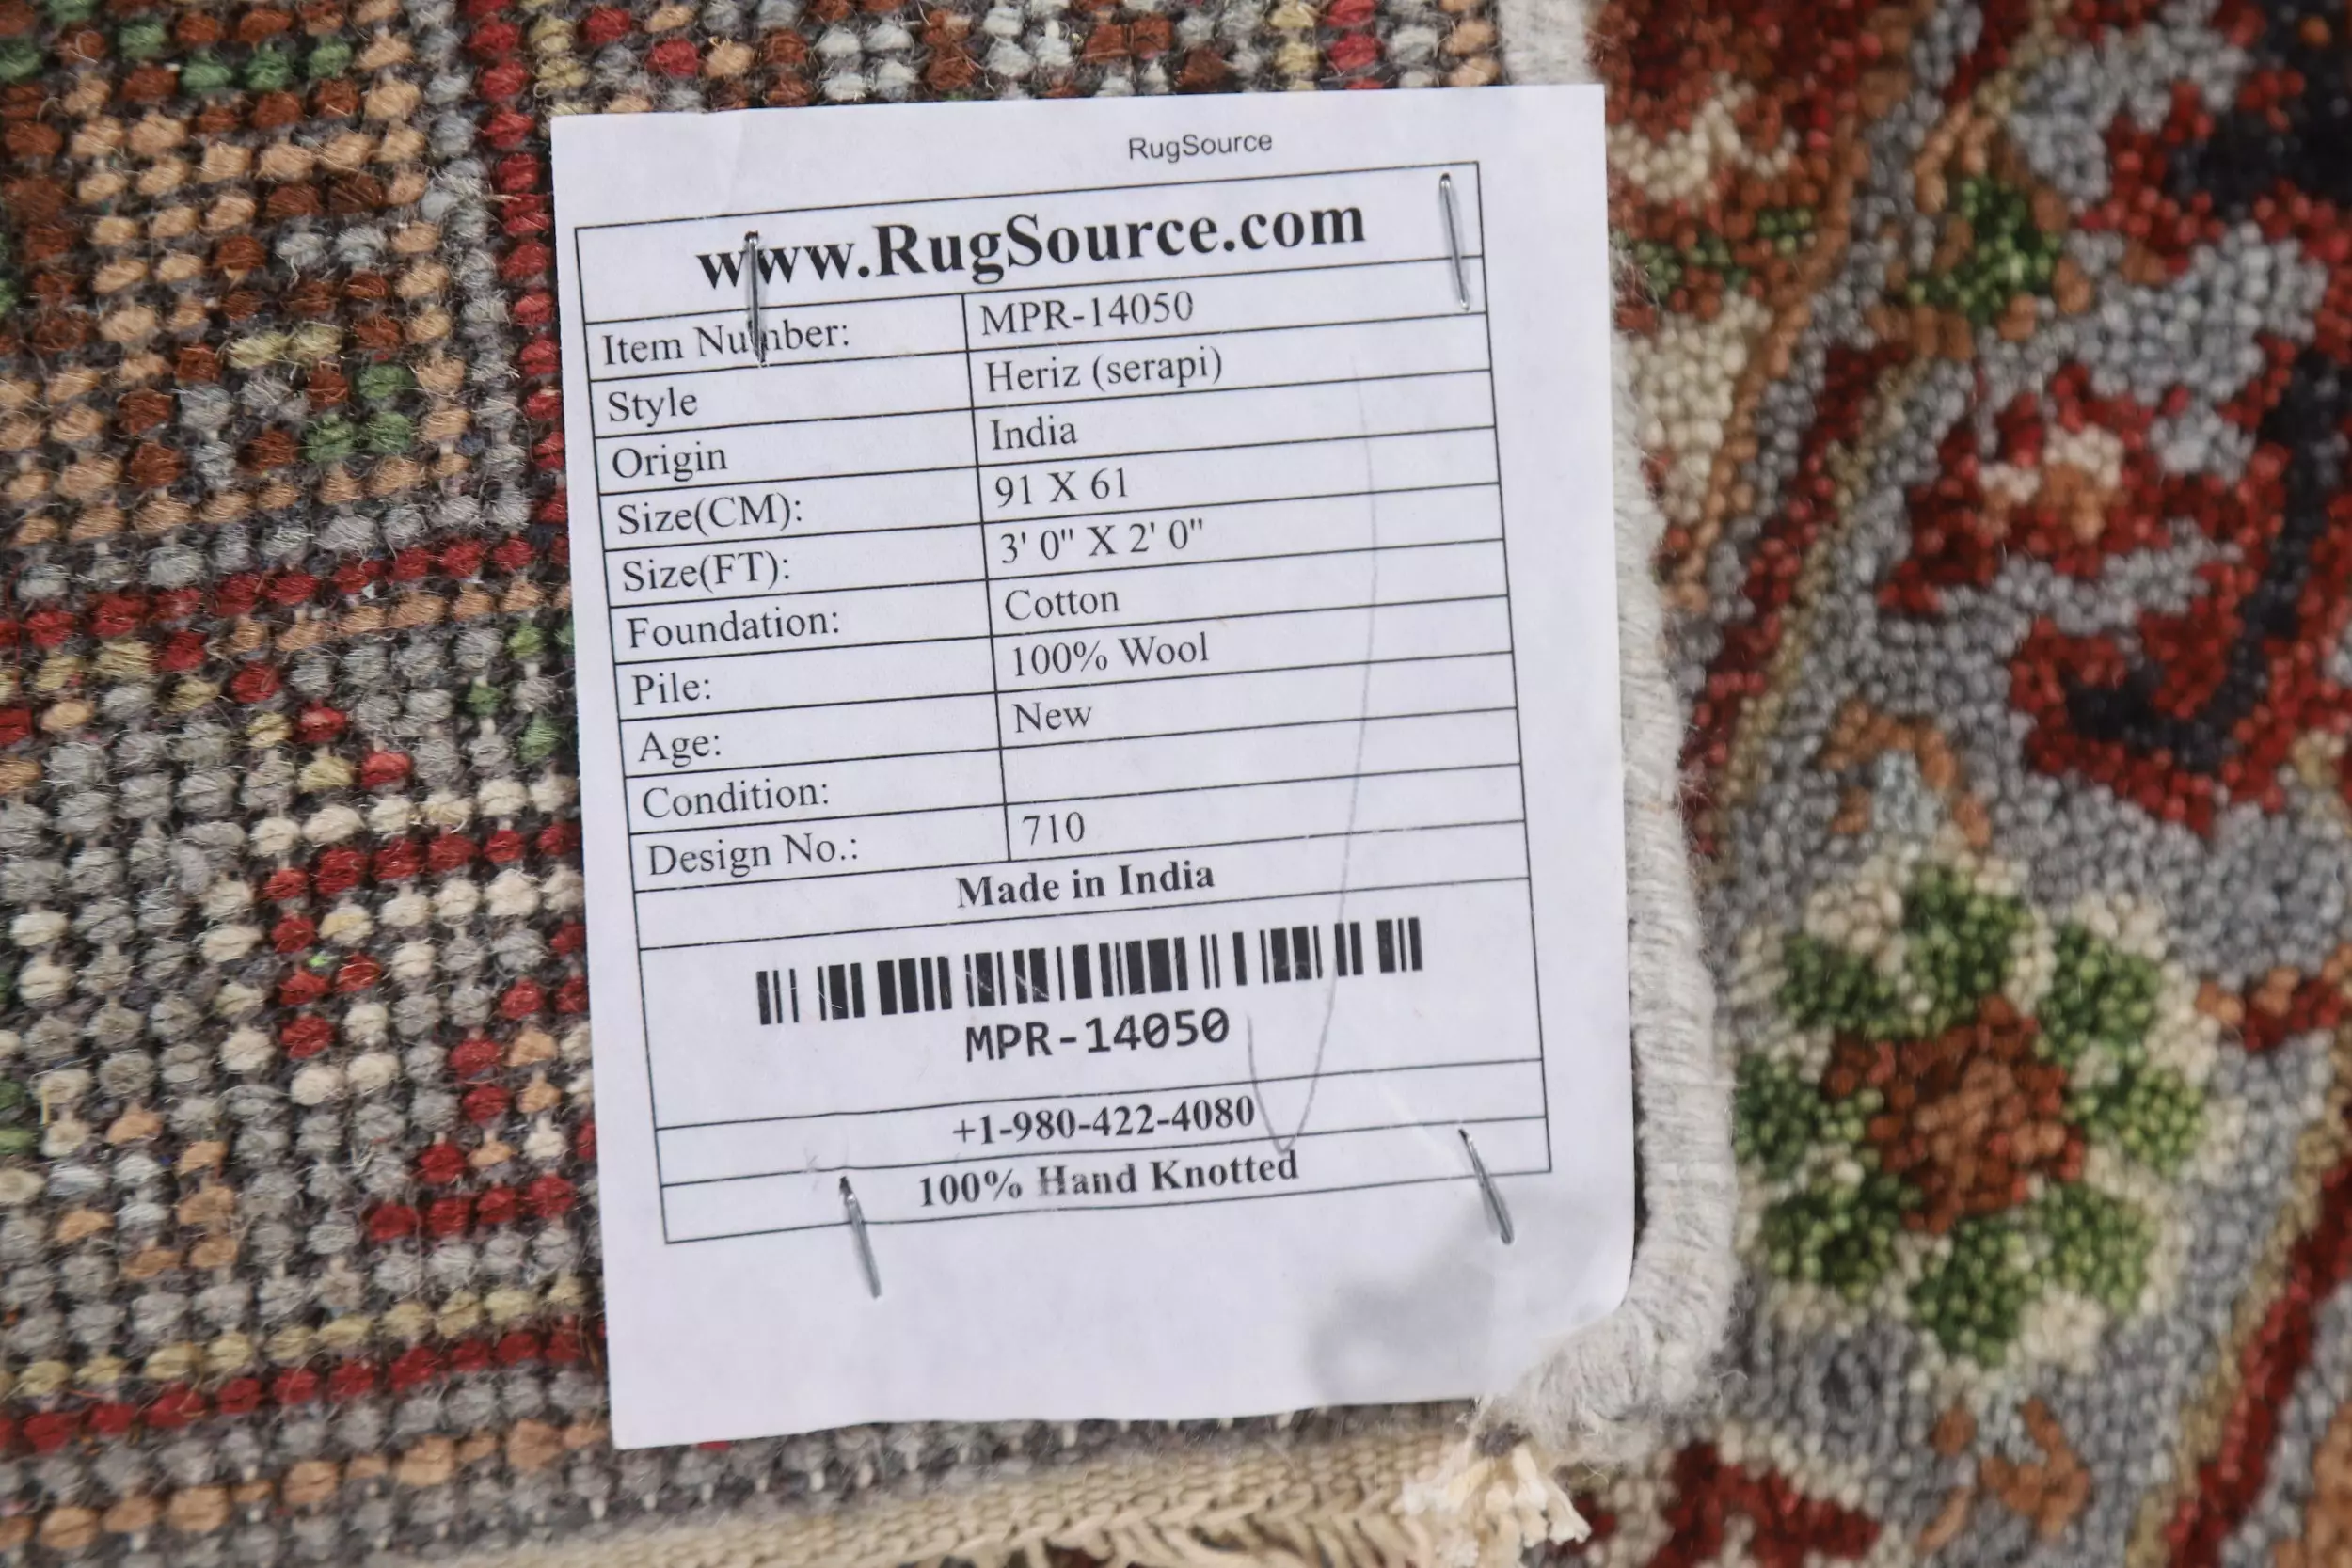 RugSource
www.RugSource.com
Item Number: MPR-14050
Style Heriz (serapi)
Origin India
Size(CM): 91 X 61
Size(FT): 3' 0" X 2' 0"
Foundation: Cotton
Pile: 100% Wool
Age: New
Condition:
Design No.: 710
Made in India
MPR-14050
+1-980-422-4080
100% Hand Knotted